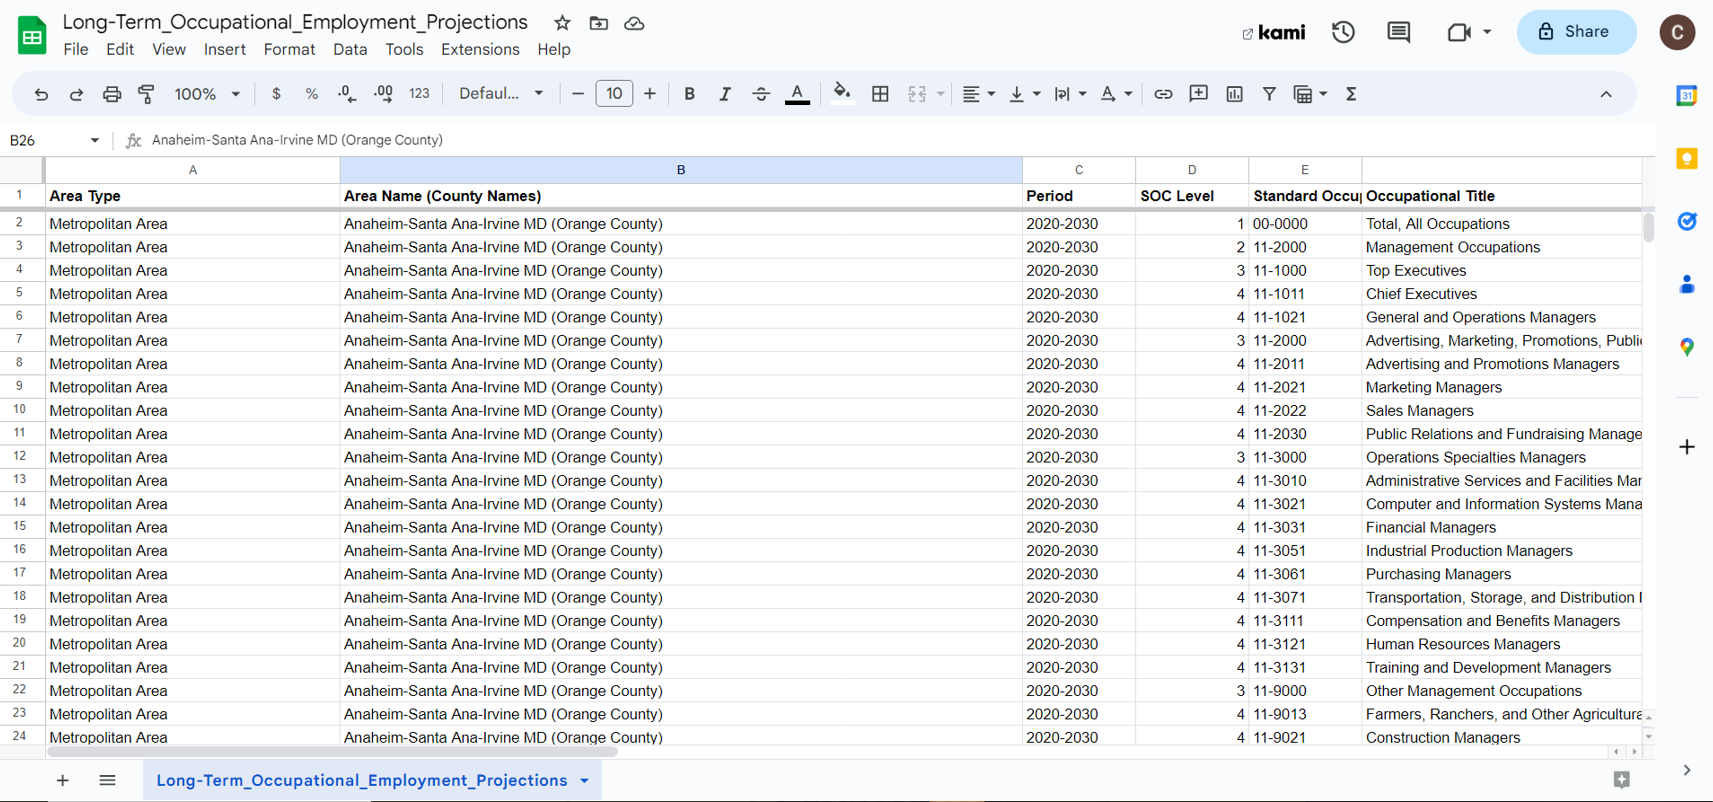 Long-Term_Occupational_Employment_Projections
kami
Share
C
File Edit View Insert Format Data Tools Extensions Help
100% $ % .0 .00 123 Defaul... − 10 + B I S A A Σ
31
B26 fx Anaheim-Santa Ana-Irvine MD (Orange County)
A B C D E
1 Area Type Area Name (County Names) Period SOC Level Standard Occup Occupational Title
2 Metropolitan Area Anaheim-Santa Ana-Irvine MD (Orange County) 2020-2030 1 00-0000 Total, All Occupations
3 Metropolitan Area Anaheim-Santa Ana-Irvine MD (Orange County) 2020-2030 2 11-2000 Management Occupations
4 Metropolitan Area Anaheim-Santa Ana-Irvine MD (Orange County) 2020-2030 3 11-1000 Top Executives
5 Metropolitan Area Anaheim-Santa Ana-Irvine MD (Orange County) 2020-2030 4 11-1011 Chief Executives
6 Metropolitan Area Anaheim-Santa Ana-Irvine MD (Orange County) 2020-2030 4 11-1021 General and Operations Managers
7 Metropolitan Area Anaheim-Santa Ana-Irvine MD (Orange County) 2020-2030 3 11-2000 Advertising, Marketing, Promotions, Public
8 Metropolitan Area Anaheim-Santa Ana-Irvine MD (Orange County) 2020-2030 4 11-2011 Advertising and Promotions Managers
9 Metropolitan Area Anaheim-Santa Ana-Irvine MD (Orange County) 2020-2030 4 11-2021 Marketing Managers
10 Metropolitan Area Anaheim-Santa Ana-Irvine MD (Orange County) 2020-2030 4 11-2022 Sales Managers
11 Metropolitan Area Anaheim-Santa Ana-Irvine MD (Orange County) 2020-2030 4 11-2030 Public Relations and Fundraising Manage
12 Metropolitan Area Anaheim-Santa Ana-Irvine MD (Orange County) 2020-2030 3 11-3000 Operations Specialties Managers
13 Metropolitan Area Anaheim-Santa Ana-Irvine MD (Orange County) 2020-2030 4 11-3010 Administrative Services and Facilities Man
14 Metropolitan Area Anaheim-Santa Ana-Irvine MD (Orange County) 2020-2030 4 11-3021 Computer and Information Systems Mana
15 Metropolitan Area Anaheim-Santa Ana-Irvine MD (Orange County) 2020-2030 4 11-3031 Financial Managers
16 Metropolitan Area Anaheim-Santa Ana-Irvine MD (Orange County) 2020-2030 4 11-3051 Industrial Production Managers
17 Metropolitan Area Anaheim-Santa Ana-Irvine MD (Orange County) 2020-2030 4 11-3061 Purchasing Managers
18 Metropolitan Area Anaheim-Santa Ana-Irvine MD (Orange County) 2020-2030 4 11-3071 Transportation, Storage, and Distribution
19 Metropolitan Area Anaheim-Santa Ana-Irvine MD (Orange County) 2020-2030 4 11-3111 Compensation and Benefits Managers
20 Metropolitan Area Anaheim-Santa Ana-Irvine MD (Orange County) 2020-2030 4 11-3121 Human Resources Managers
21 Metropolitan Area Anaheim-Santa Ana-Irvine MD (Orange County) 2020-2030 4 11-3131 Training and Development Managers
22 Metropolitan Area Anaheim-Santa Ana-Irvine MD (Orange County) 2020-2030 3 11-9000 Other Management Occupations
23 Metropolitan Area Anaheim-Santa Ana-Irvine MD (Orange County) 2020-2030 4 11-9013 Farmers, Ranchers, and Other Agricultura
24 Metropolitan Area Anaheim-Santa Ana-Irvine MD (Orange County) 2020-2030 4 11-9021 Construction Managers
Long-Term_Occupational_Employment_Projections